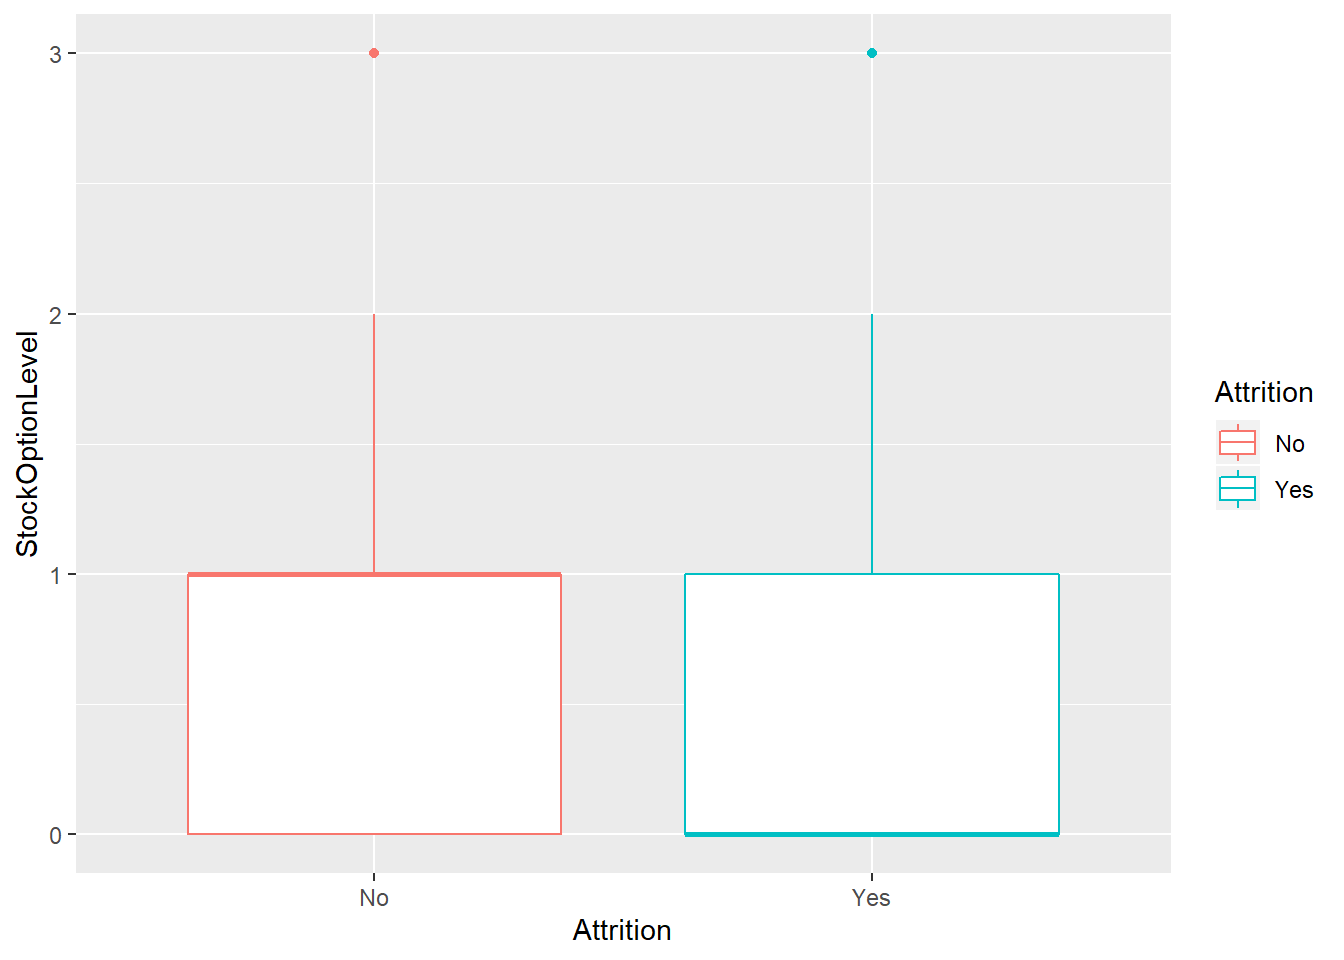 3
2
1
0
StockOptionLevel
No
Yes
Attrition
Attrition
No
Yes